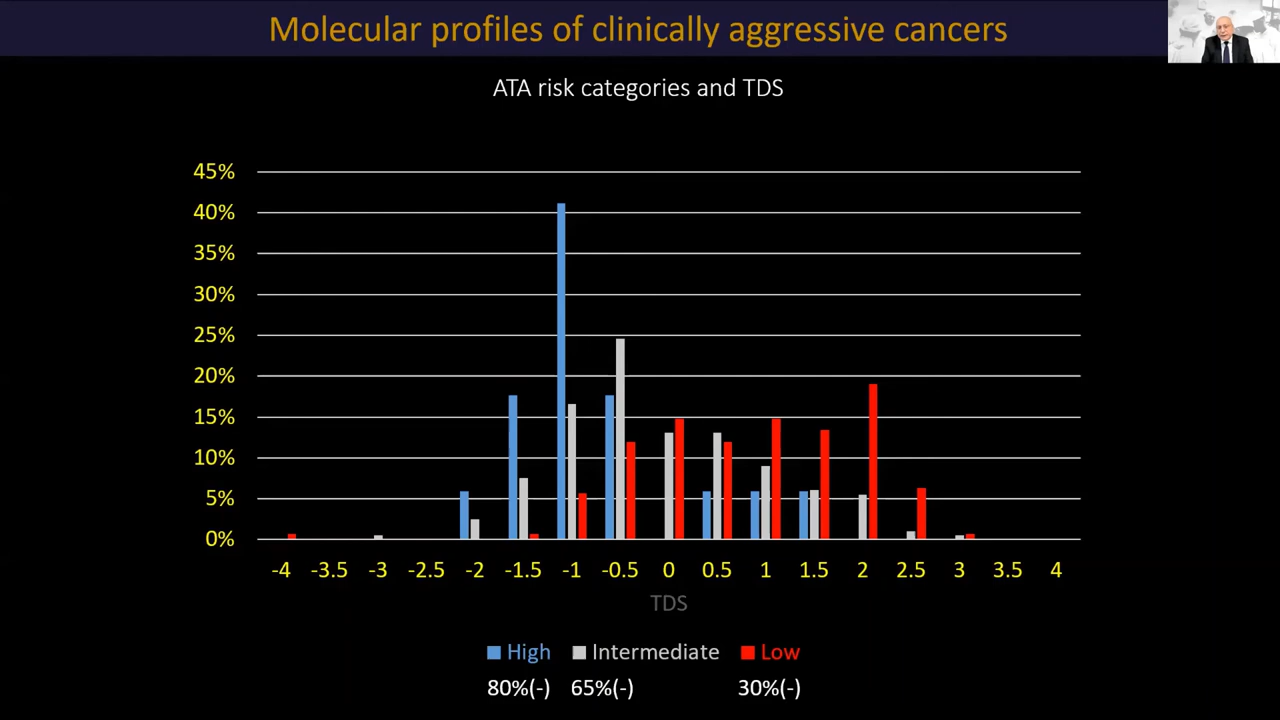 Molecular profiles of clinically aggressive cancers
ATA risk categories and TDS
45%
40%
35%
30%
25%
20%
15%
10%
5%
0%
-4 -3.5 -3 -2.5 -2 -1.5 -1 -0.5 0 0.5 1 1.5 2 2.5 3 3.5 4
TDS
High Intermediate Low
80%(-) 65%(-) 30%(-)